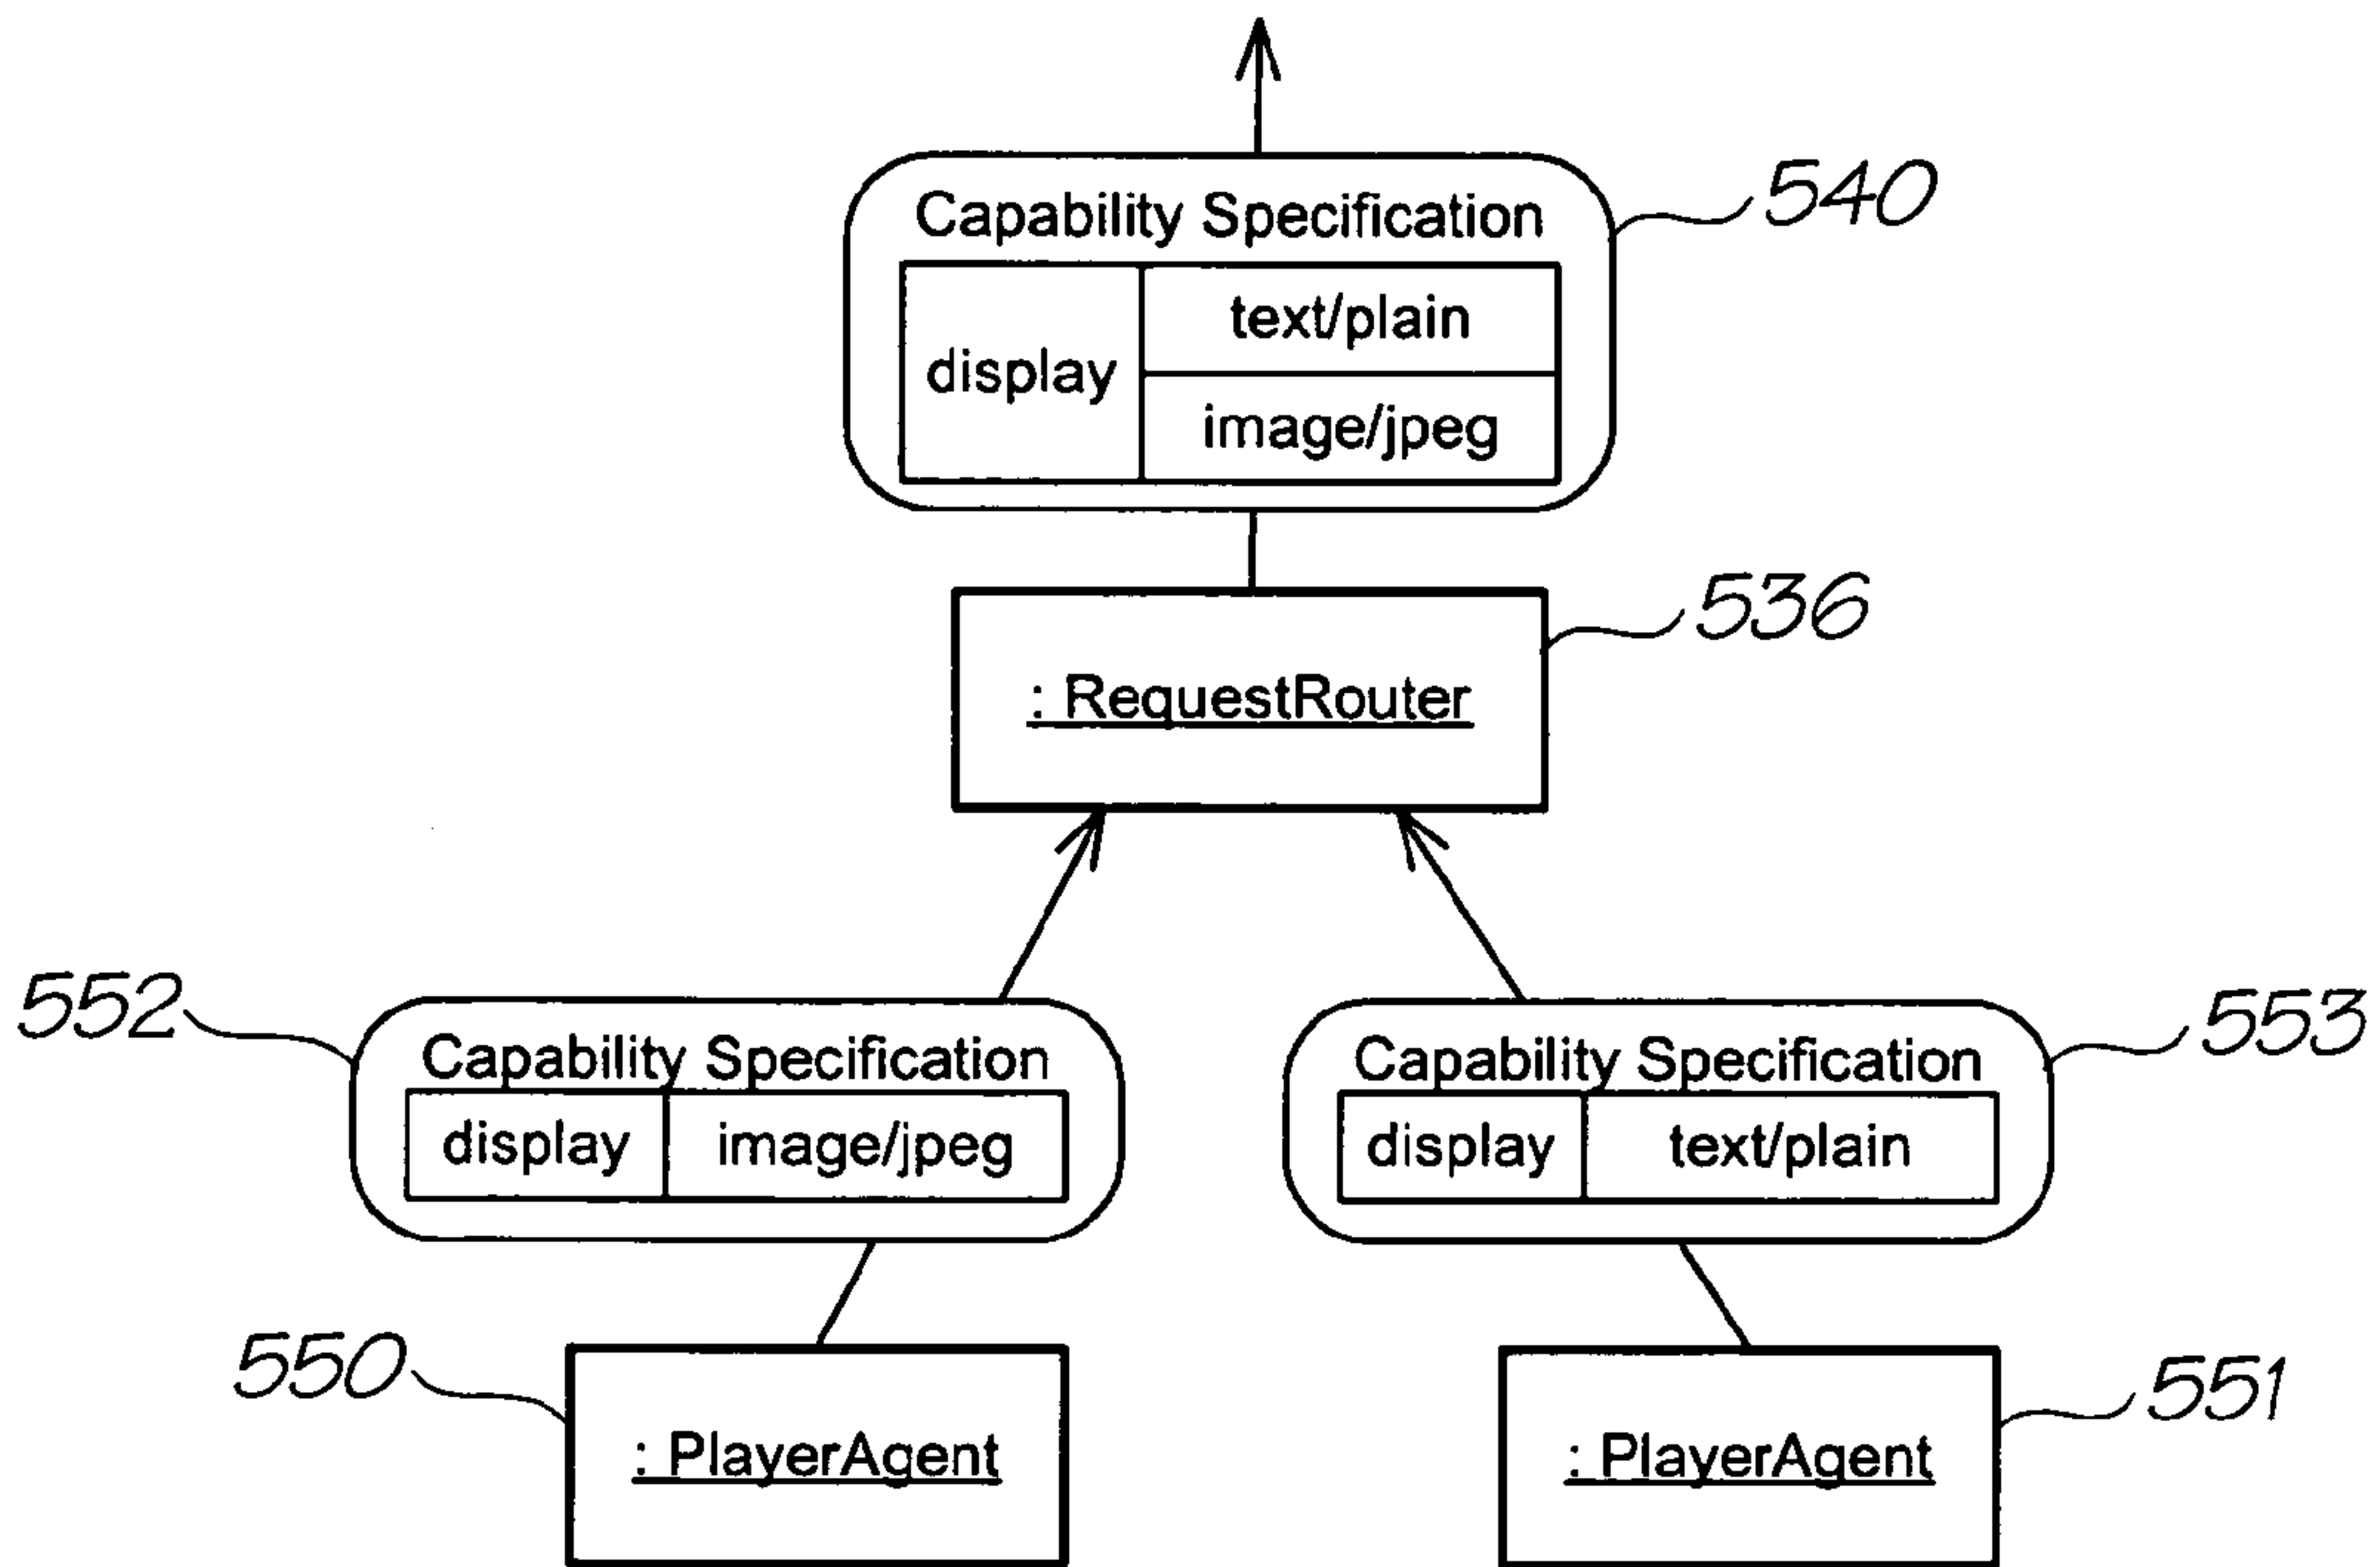 Capability Specification
540
display
text/plain
image/jpeg
536
: RequestRouter
552
Capability Specification
display image/jpeg
Capability Specification
553
display text/plain
550
: PlayerAgent
551
: PlayerAgent